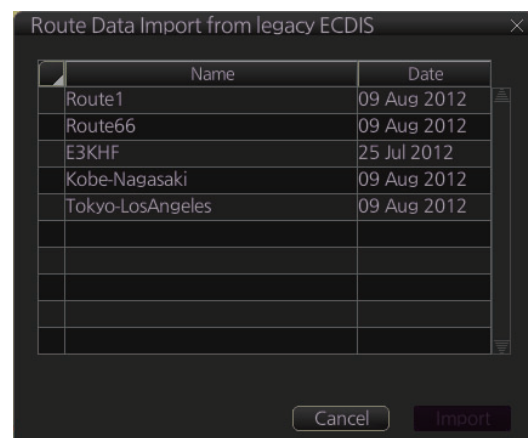 Route Data Import from legacy ECDIS
Name Date
Route1 09 Aug 2012
Route66 09 Aug 2012
E3KHF 25 Jul 2012
Kobe-Nagasaki 09 Aug 2012
Tokyo-LosAngeles 09 Aug 2012
Cancel Import